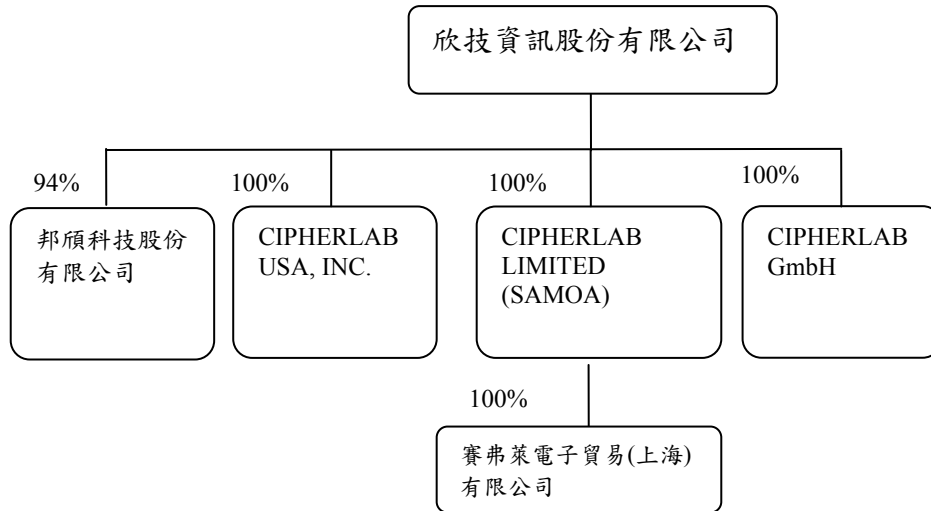 欣技資訊股份有限公司
94%
100%
100%
100%
邦頎科技股份
有限公司
CIPHERLAB
USA, INC.
CIPHERLAB
LIMITED
(SAMOA)
CIPHERLAB
GmbH
100%
賽弗萊電子貿易(上海)
有限公司